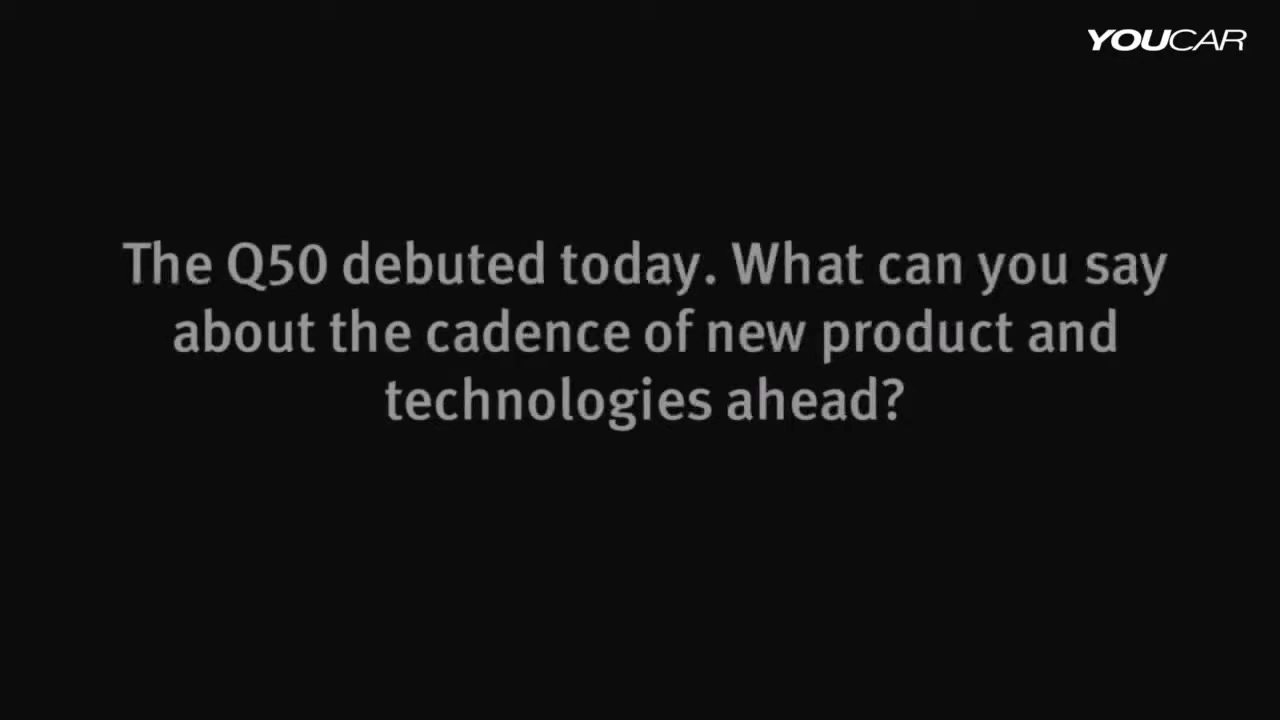 YOUCAR
The Q50 debuted today. What can you say
about the cadence of new product and
technologies ahead?